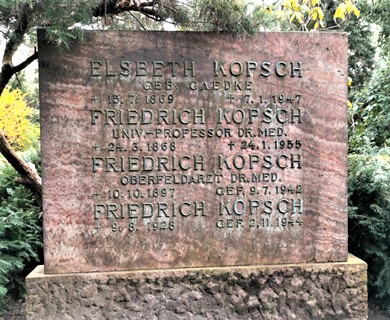 ELSBETH KOPSCH
GEB. GAEDKE
+ 15. 7. 1869 + 7. 1. 1947
FRIEDRICH KOPSCH
UNIV.-PROFESSOR DR. MED.
+ 24. 3. 1868 + 24. 1. 1955
FRIEDRICH KOPSCH
OBERFELDARZT DR. MED.
+ 10. 10. 1897 GEF. 9. 7. 1942
FRIEDRICH KOPSCH
+ 9. 8. 1926 GEF. 2. 11. 1944